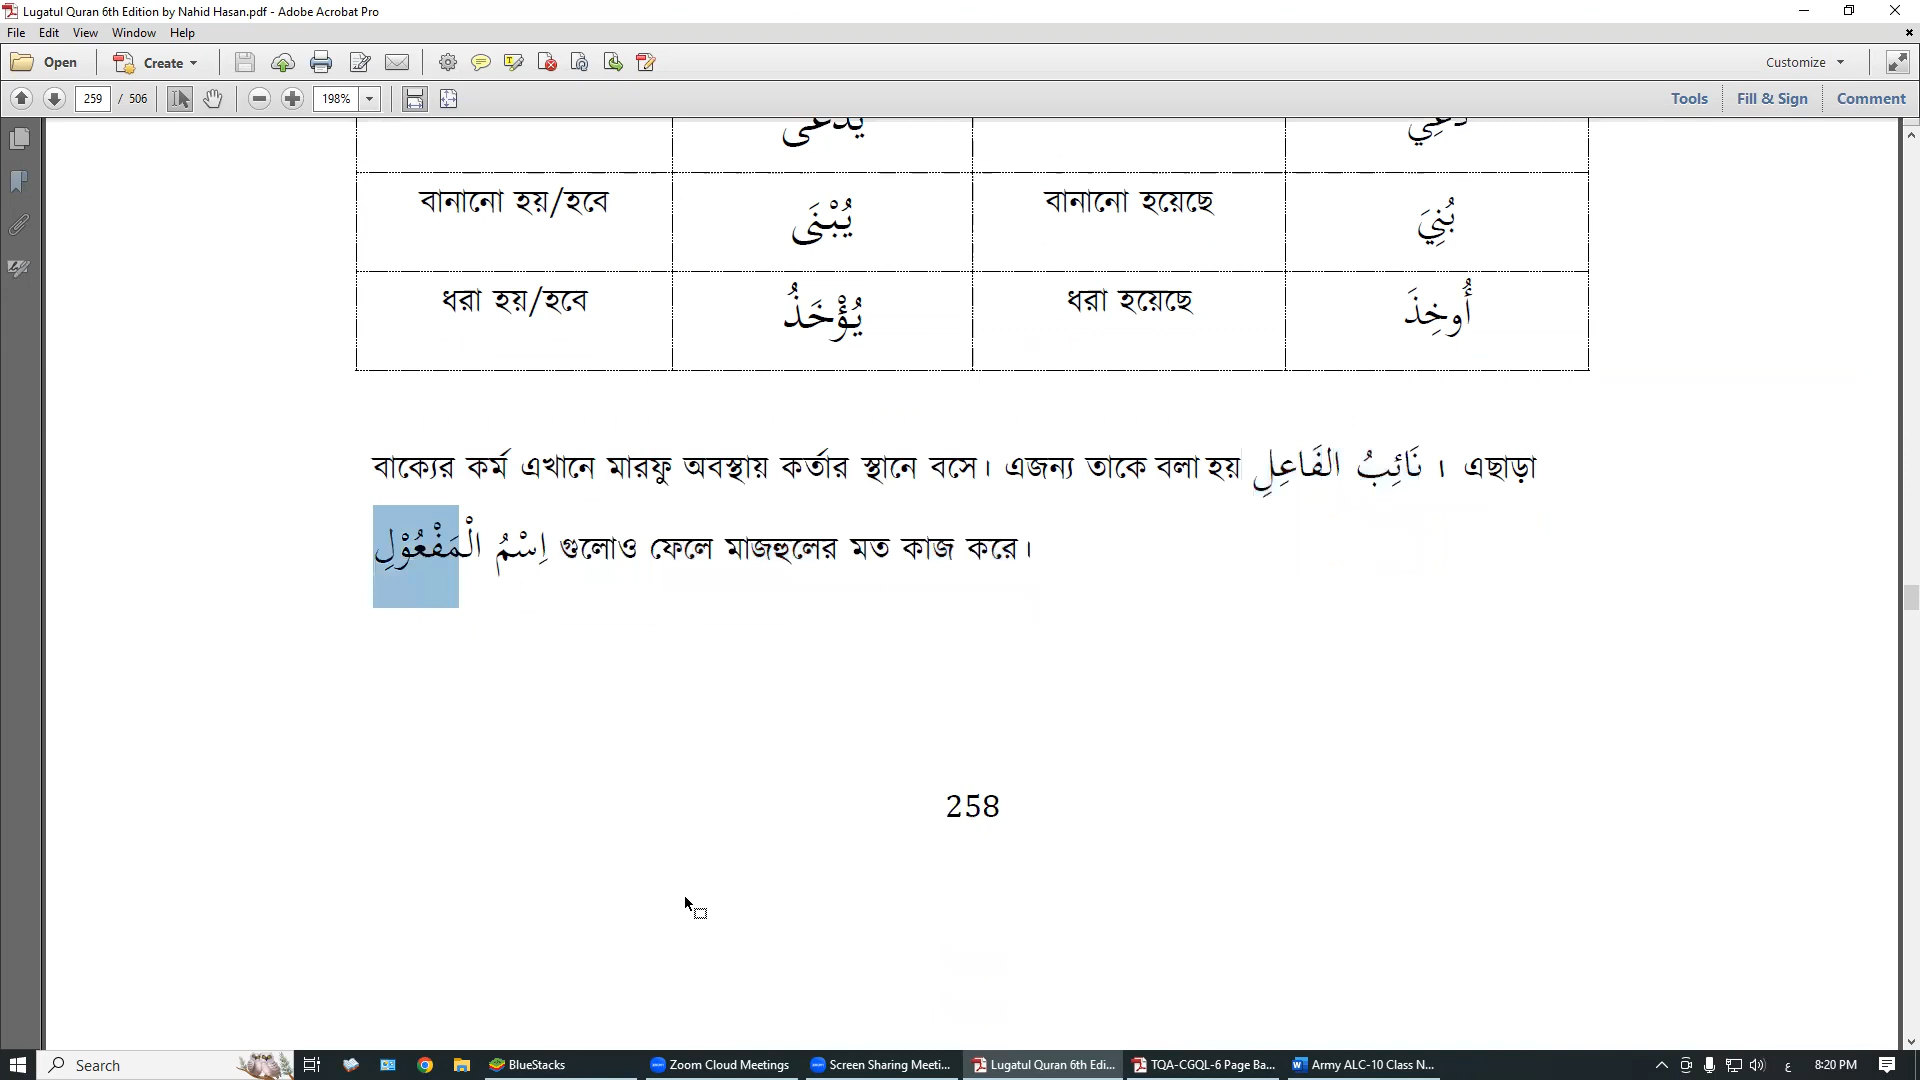 Lugatul Quran 6th Edition by Nahid Hasan.pdf - Adobe Acrobat Pro
File Edit View Window Help
Open Create Customize
259 / 506 198% Tools Fill & Sign Comment
বানানো হয়/হবে يُبْنَى বানানো হয়েছে بُنِيَ
ধরা হয়/হবে يُؤْخَذُ ধরা হয়েছে أُوخِذَ
বাক্যের কর্ম এখানে মারফু অবস্থায় কর্তার স্থানে বসে। এজন্য তাকে বলা হয় نَائِبُ الفَاعِلِ । এছাড়া
اِسْمُ الْمَفْعُوْلِ গুলোও ফেলে মাজহুলের মত কাজ করে।
258
Search BlueStacks Zoom Cloud Meetings Screen Sharing Meeti... Lugatul Quran 6th Edi... TQA-CGQL-6 Page Ba... Army ALC-10 Class N... ع 8:20 PM